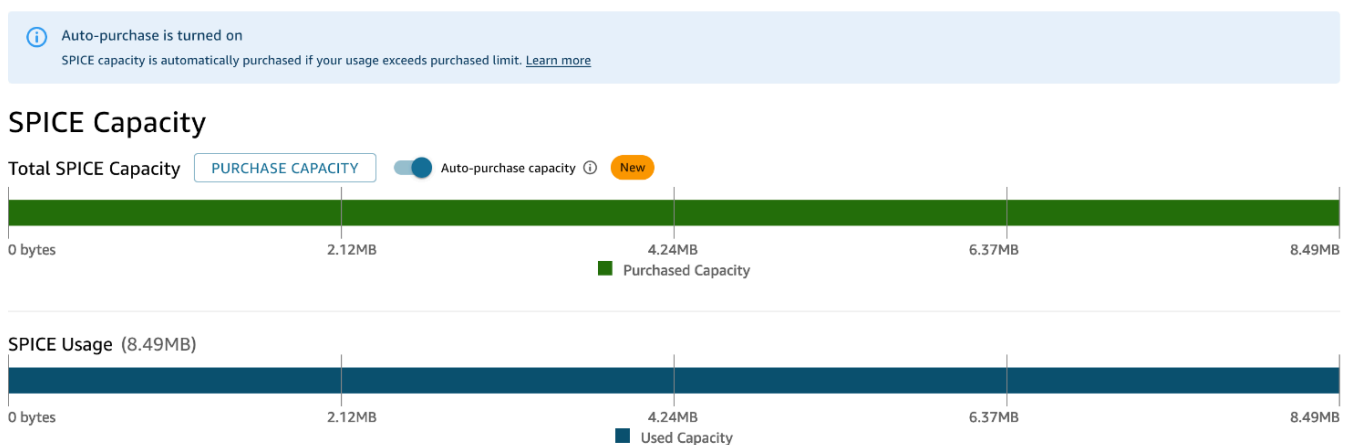 Auto-purchase is turned on
SPICE capacity is automatically purchased if your usage exceeds purchased limit. Learn more
SPICE Capacity
Total SPICE Capacity PURCHASE CAPACITY Auto-purchase capacity New
0 bytes 2.12MB 4.24MB 6.37MB 8.49MB
Purchased Capacity
SPICE Usage (8.49MB)
0 bytes 2.12MB 4.24MB 6.37MB 8.49MB
Used Capacity